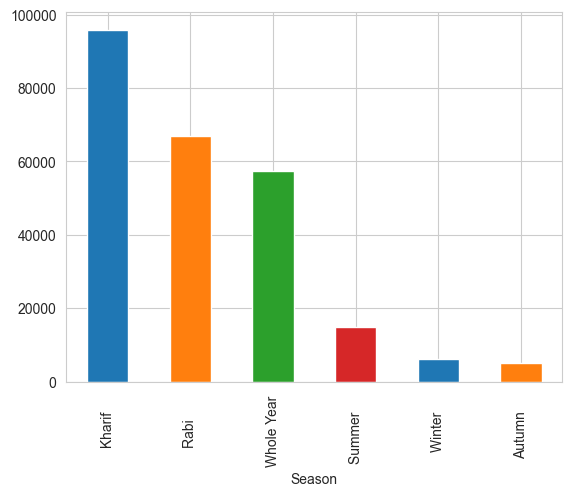 100000
80000
60000
40000
20000
0
Kharif
Rabi
Whole Year
Summer
Winter
Autumn
Season